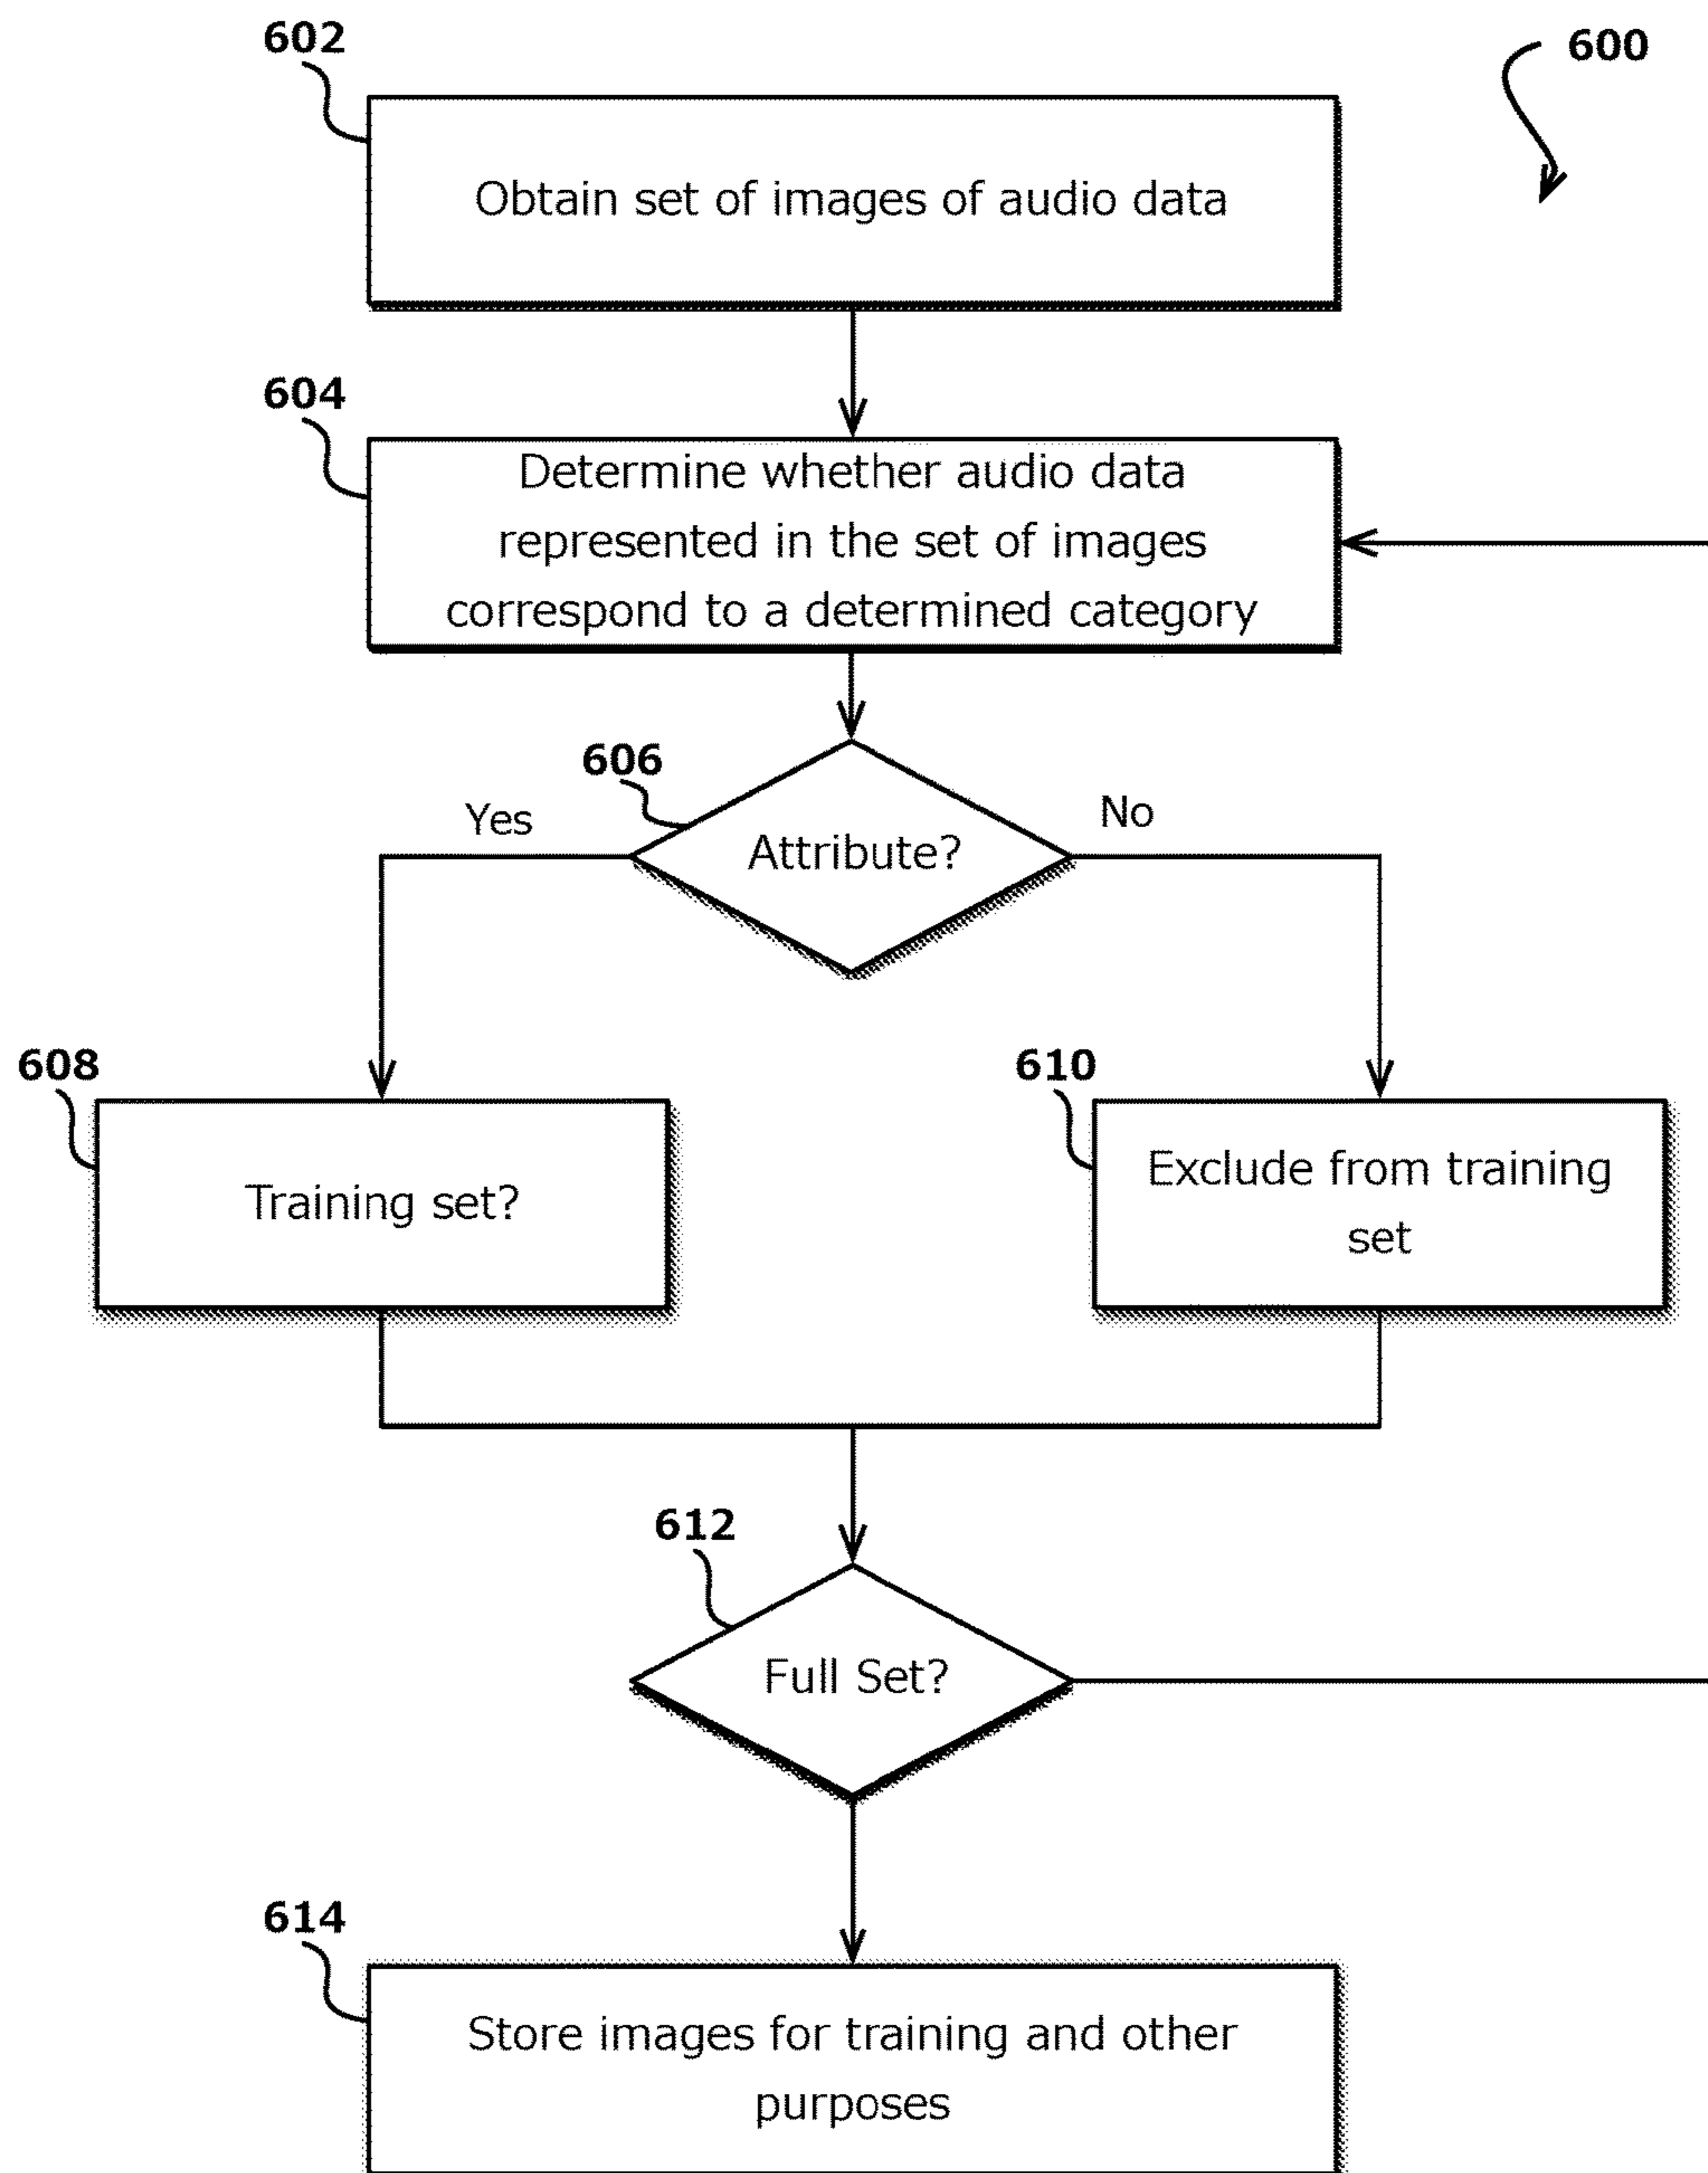 602
600
Obtain set of images of audio data
604
Determine whether audio data
represented in the set of images
correspond to a determined category
606
Yes
No
Attribute?
608
610
Training set?
Exclude from training
set
612
Full Set?
614
Store images for training and other
purposes